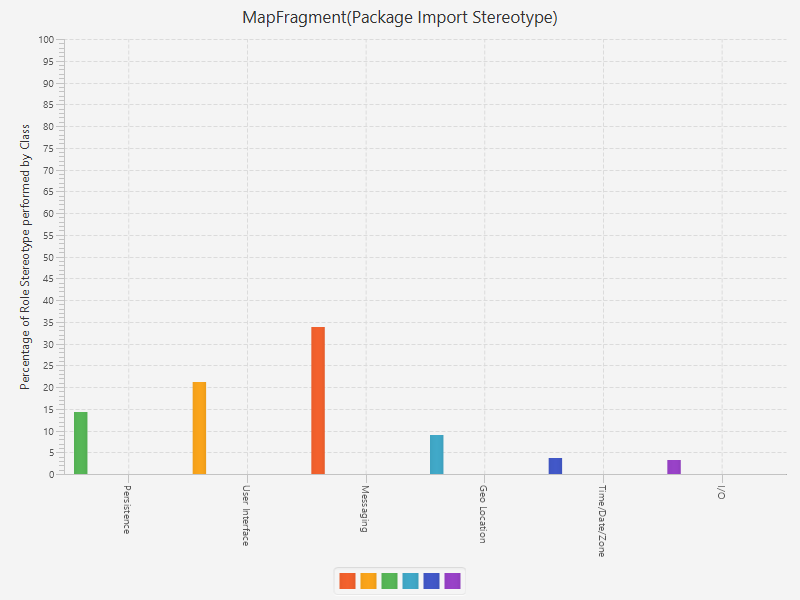 MapFragment(Package Import Stereotype)
Percentage of Role Stereotype performed by Class
100
95
90
85
80
75
70
65
60
55
50
45
40
35
30
25
20
15
10
5
0
Persistence
User Interface
Messaging
Geo Location
Time/Date/Zone
I/O